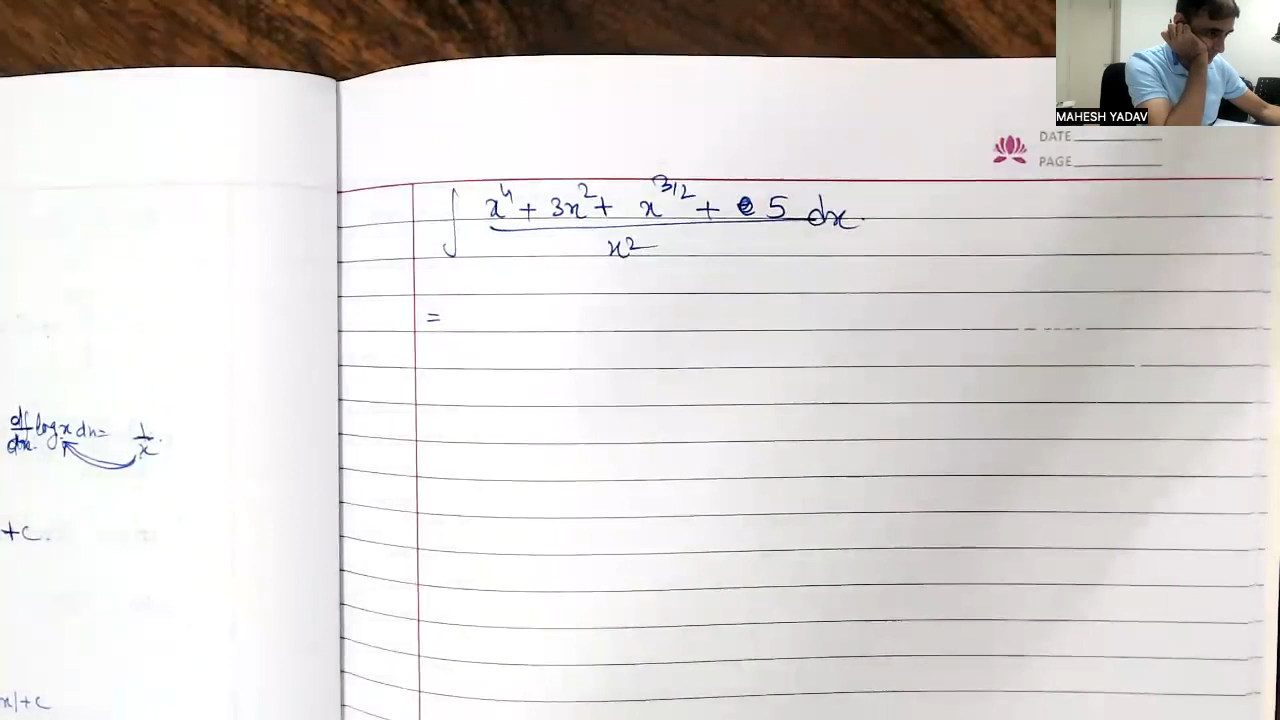 MAHESH YADAV
DATE
PAGE
∫ x⁴ + 3x² + x^3/2 + 5 dx.
x²
=
d/dx. log x dx = 1/x.
+C.
x|+C